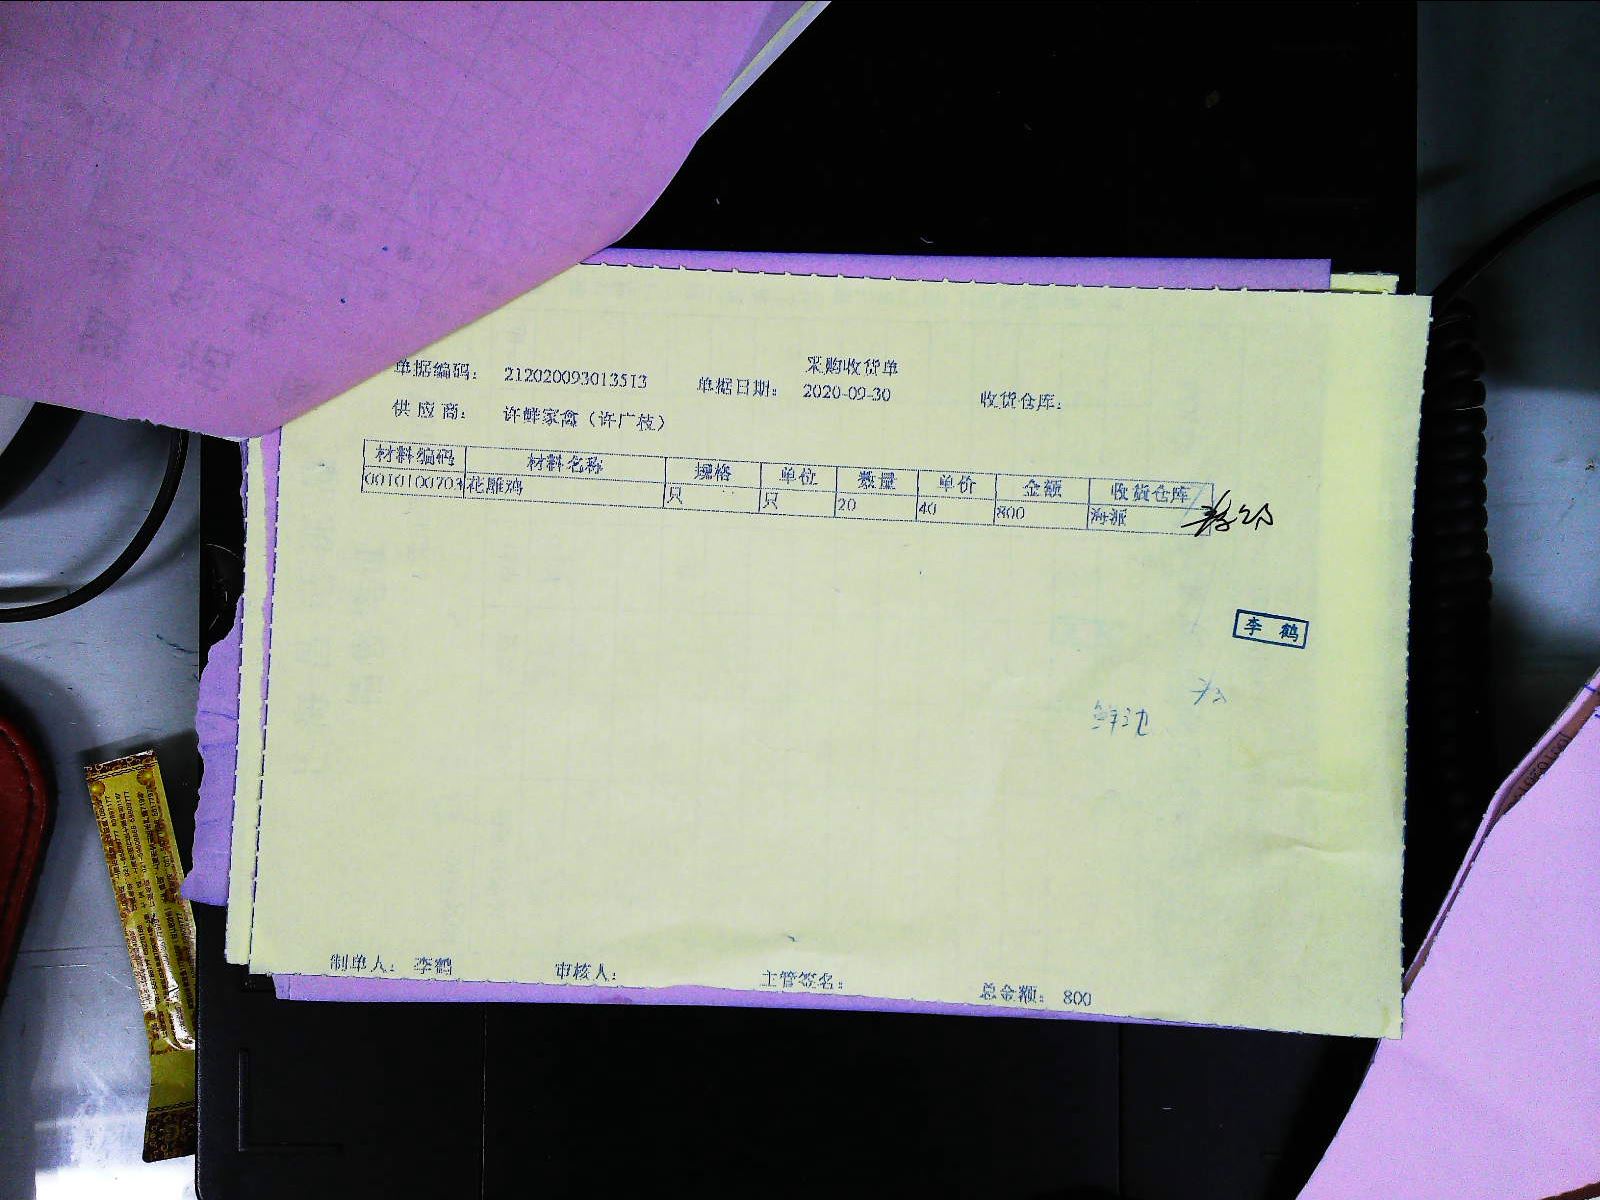 采购收货单
单据编码： 212020093013513 单据日期： 2020-09-30 收货仓库：
供 应 商： 许鲜家禽（许广枝）
材料编码 材料名称 规格 单位 数量 单价 金额 收货仓库
花雕鸡 只 只 20 40 800 海派
李 鹤
制单人： 李鹤 审核人： 主管签名： 总金额： 800